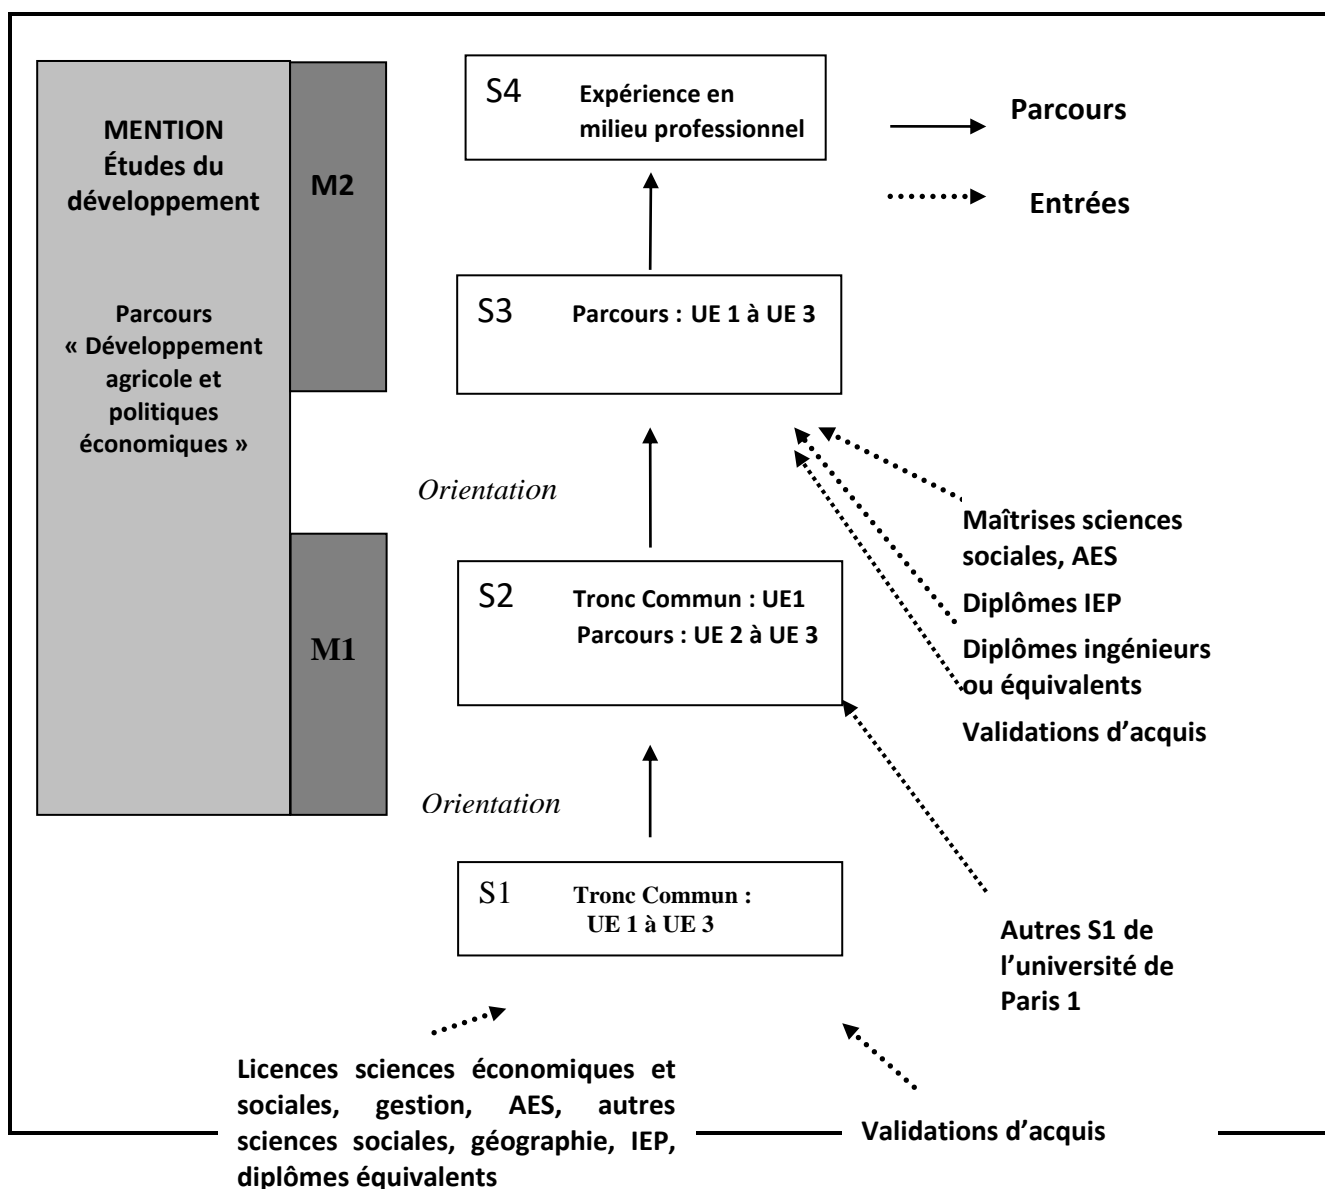 MENTION
Études du
développement
Parcours
« Développement
agricole et
politiques
économiques »
M2
M1
S4 Expérience en
milieu professionnel
Parcours
Entrées
S3 Parcours : UE 1 à UE 3
Orientation
Maîtrises sciences
sociales, AES
Diplômes IEP
Diplômes ingénieurs
ou équivalents
Validations d’acquis
S2 Tronc Commun : UE1
Parcours : UE 2 à UE 3
Orientation
S1 Tronc Commun :
UE 1 à UE 3
Autres S1 de
l’université de
Paris 1
Licences sciences économiques et
sociales, gestion, AES, autres
sciences sociales, géographie, IEP,
diplômes équivalents
Validations d’acquis